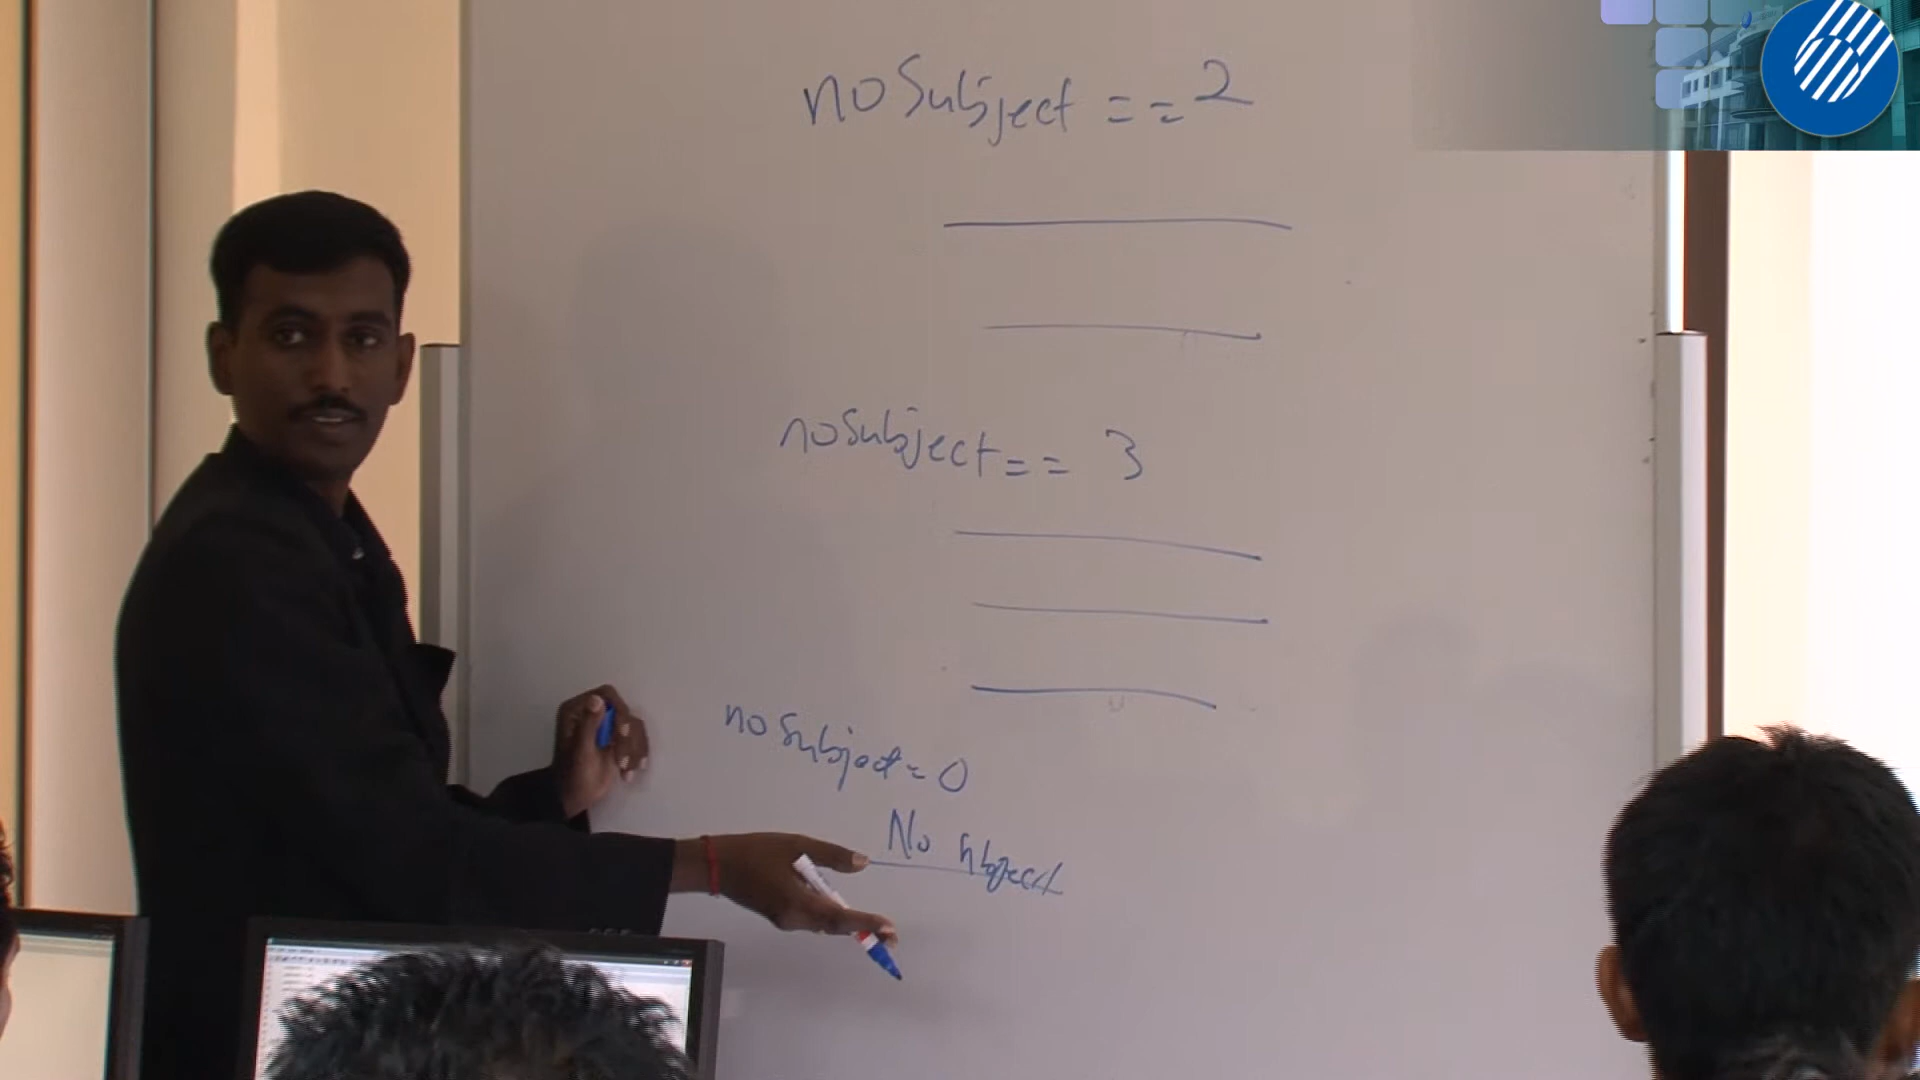 noSubject == 2
noSubject == 3
noSubject = 0
No subject